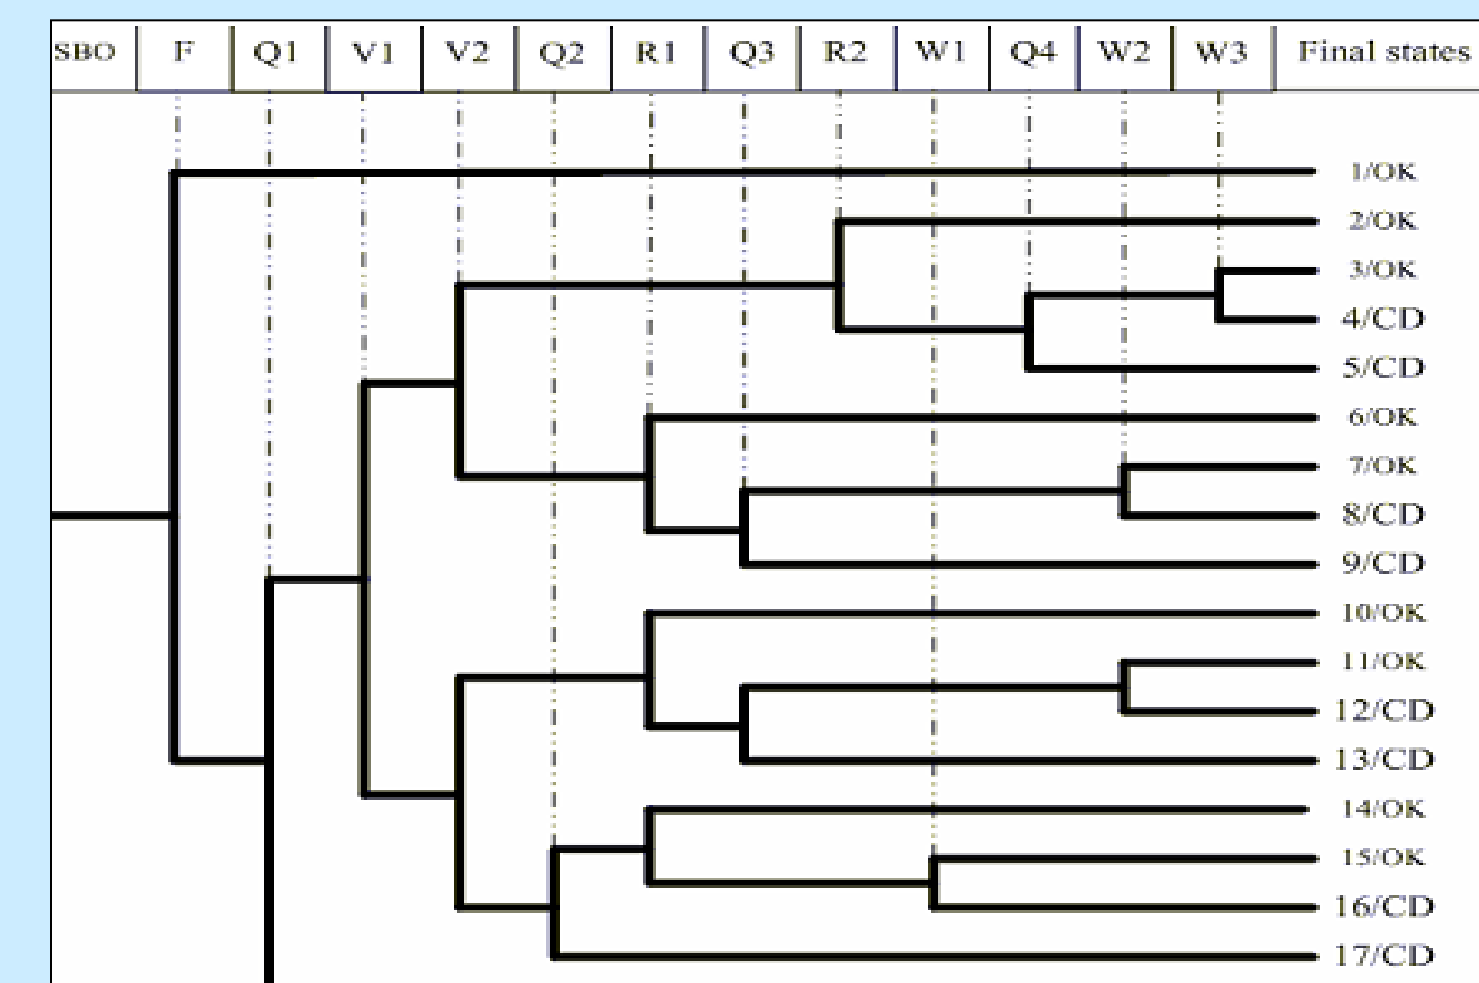 SBO F Q1 V1 V2 Q2 R1 Q3 R2 W1 Q4 W2 W3 Final states
1/OK
2/OK
3/OK
4/CD
5/CD
6/OK
7/OK
8/CD
9/CD
10/OK
11/OK
12/CD
13/CD
14/OK
15/OK
16/CD
17/CD